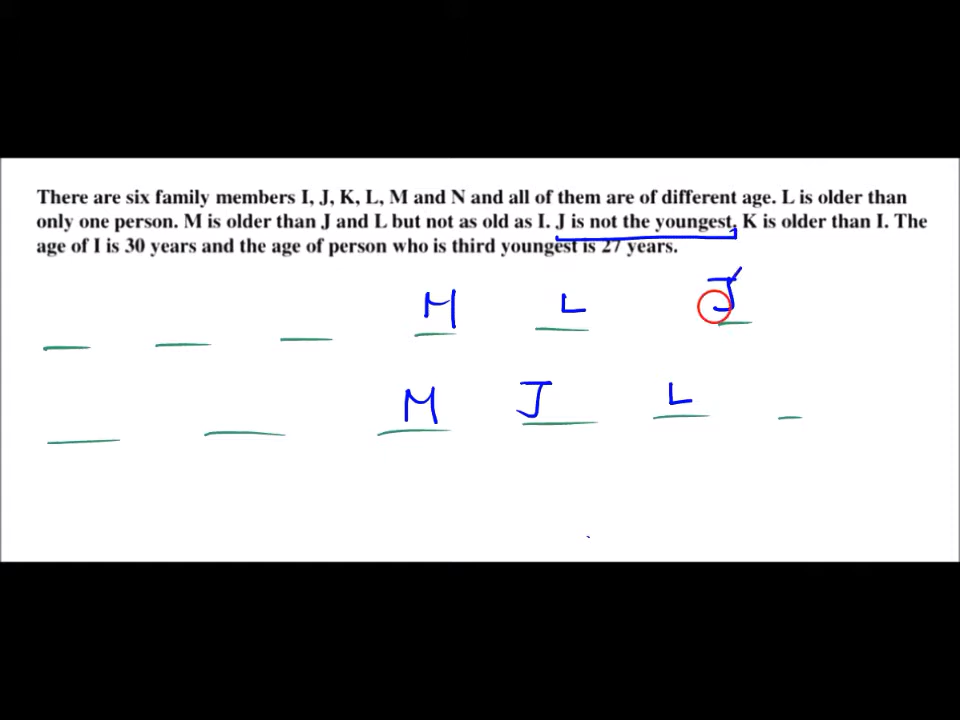 There are six family members I, J, K, L, M and N and all of them are of different age. L is older than
only one person. M is older than J and L but not as old as I. J is not the youngest. K is older than I. The
age of I is 30 years and the age of person who is third youngest is 27 years.
M L J
M J L